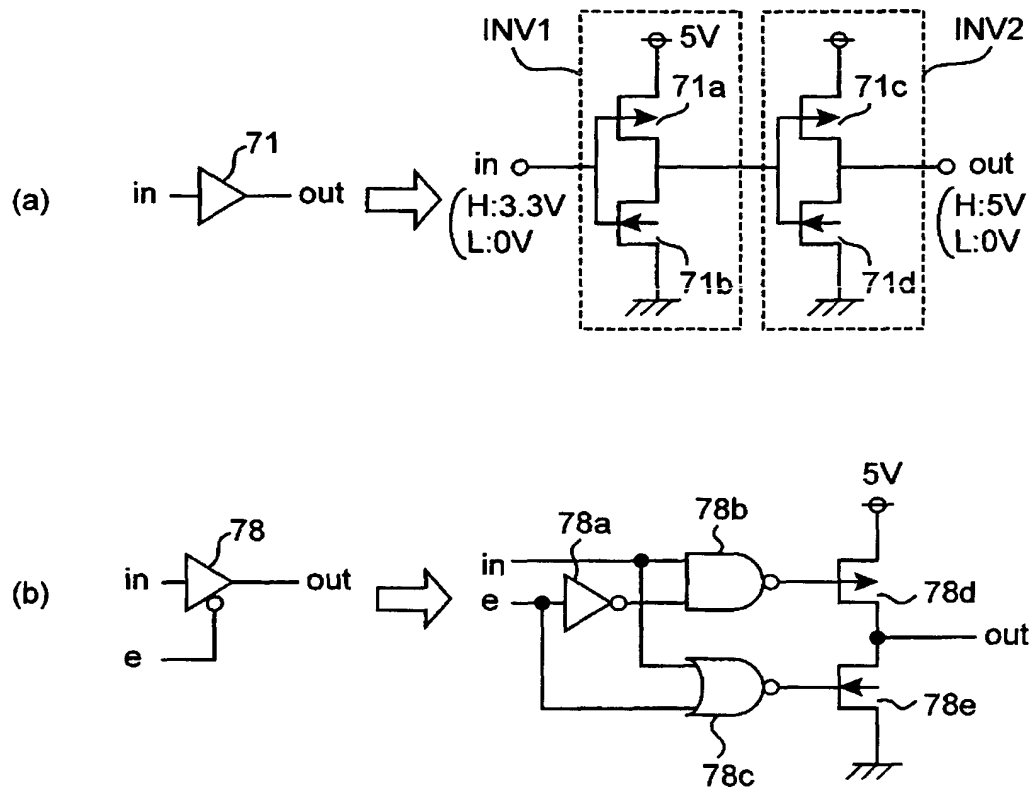 INV1
5V
INV2
71a
71c
71
in
out
(a)
in
out
H:3.3V
L:0V
H:5V
L:0V
71b
71d
5V
78b
78a
78
in
in
out
e
(b)
78d
out
e
78e
78c